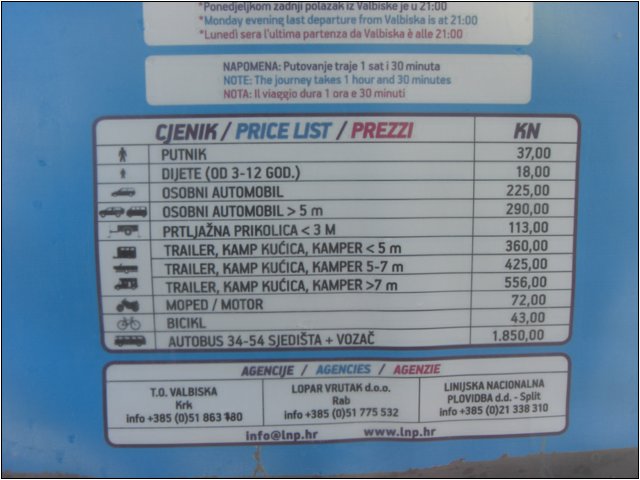 *Ponedjeljkom zadnji polazak iz Valbiske je u 21:00
*Monday evening last departure from Valbiska is at 21:00
*Lunedì sera l'ultima partenza da Valbiska è alle 21:00
NAPOMENA: Putovanje traje 1 sat i 30 minuta
NOTE: The journey takes 1 hour and 30 minutes
NOTA: Il viaggio dura 1 ora e 30 minuti
CJENIK / PRICE LIST / PREZZI KN
PUTNIK 37,00
DIJETE (OD 3-12 GOD.) 18,00
OSOBNI AUTOMOBIL 225,00
OSOBNI AUTOMOBIL > 5 m 290,00
PRTLJAŽNA PRIKOLICA < 3 M 113,00
TRAILER, KAMP KUĆICA, KAMPER < 5 m 360,00
TRAILER, KAMP KUĆICA, KAMPER 5-7 m 425,00
TRAILER, KAMP KUĆICA, KAMPER >7 m 556,00
MOPED / MOTOR 72,00
BICIKL 43,00
AUTOBUS 34-54 SJEDIŠTA + VOZAČ 1.850,00
AGENCIJE / AGENCIES / AGENZIE
T.O. VALBISKA
Krk
info +385 (0)51 863 180
LOPAR VRUTAK d.o.o.
Rab
info +385 (0)51 775 532
LINIJSKA NACIONALNA
PLOVIDBA d.d. - Split
info +385 (0)21 338 310
info@lnp.hr www.lnp.hr